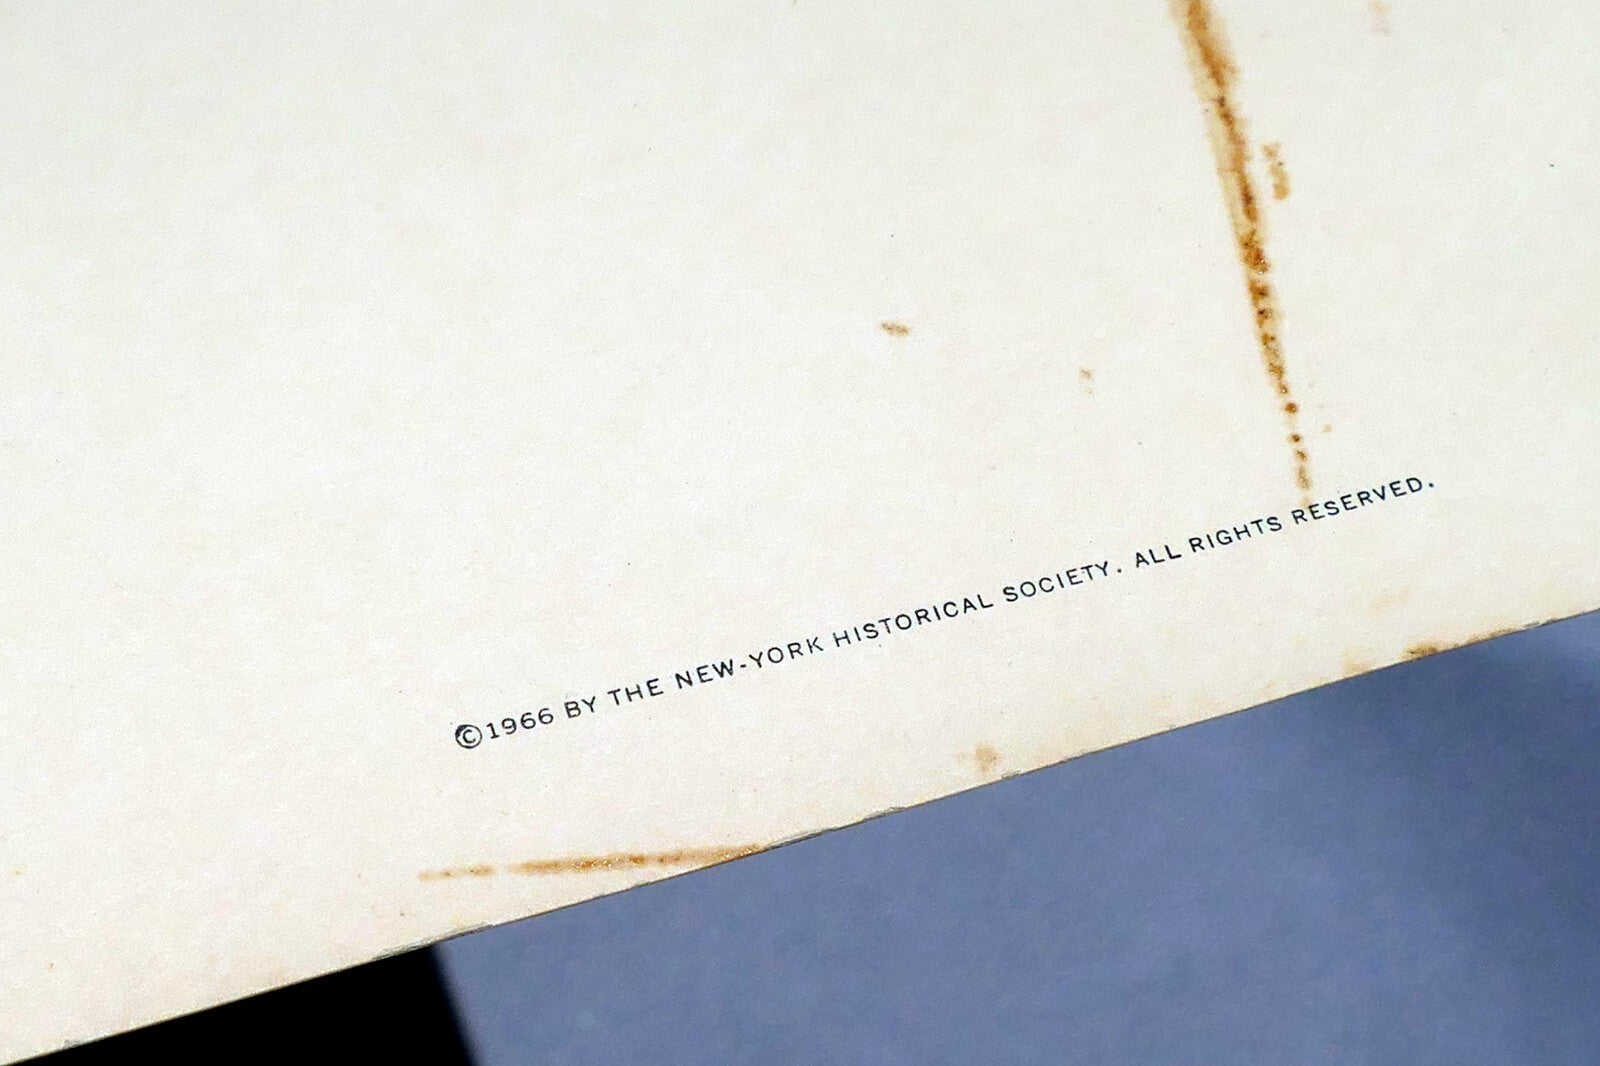 ©1966 BY THE NEW-YORK HISTORICAL SOCIETY. ALL RIGHTS RESERVED.